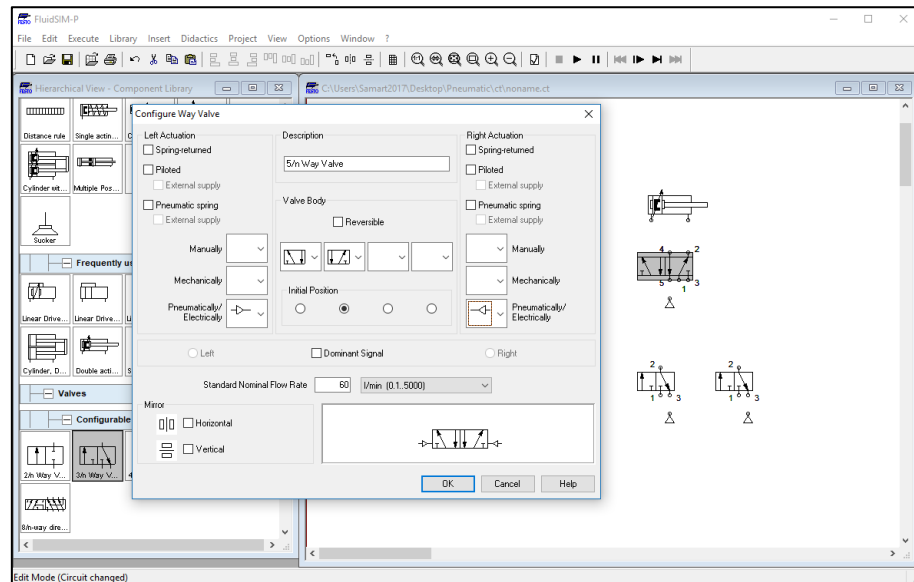 FESTO
FluidSIM-P
File Edit Execute Library Insert Didactics Project View Options Window ?
Hierarchical View - Component Library
C:\Users\Samart2017\Desktop\Pneumatic\ct\noname.ct
Distance rule
Single actin...
Cylinder wit...
Multiple Pos...
Sucker
Frequently u
Linear Drive...
Linear Drive...
Cylinder, D...
Double acti...
Valves
Configurable
2/n Way V...
3/n Way V...
8/n-way dire...
Configure Way Valve
Left Actuation
Spring-returned
Piloted
External supply
Pneumatic spring
External supply
Manually
Mechanically
Pneumatically/
Electrically
Description
5/n Way Valve
Valve Body
Reversible
Initial Position
Right Actuation
Spring-returned
Piloted
External supply
Pneumatic spring
External supply
Manually
Mechanically
Pneumatically/
Electrically
Left
Dominant Signal
Right
Standard Nominal Flow Rate 60 l/min (0.1..5000)
Mirror
Horizontal
Vertical
OK Cancel Help
4 2
5 1 3
2 2
1 3 1 3
Edit Mode (Circuit changed)